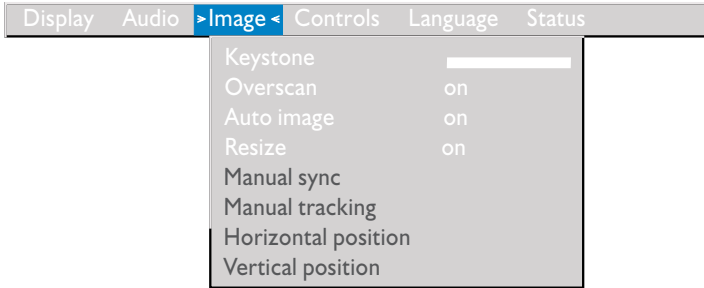 Display Audio >Image< Controls Language Status
Keystone
Overscan on
Auto image on
Resize on
Manual sync
Manual tracking
Horizontal position
Vertical position